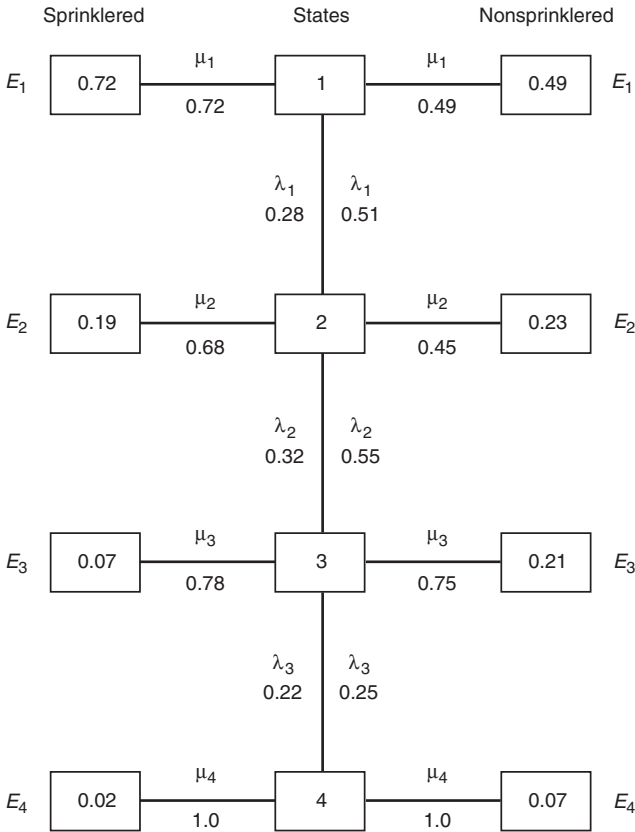 Sprinklered States Nonsprinklered
μ1 μ1
E1 0.72 1 0.49 E1
0.72 0.49
λ1 λ1
0.28 0.51
μ2 μ2
E2 0.19 2 0.23 E2
0.68 0.45
λ2 λ2
0.32 0.55
μ3 μ3
E3 0.07 3 0.21 E3
0.78 0.75
λ3 λ3
0.22 0.25
μ4 μ4
E4 0.02 4 0.07 E4
1.0 1.0